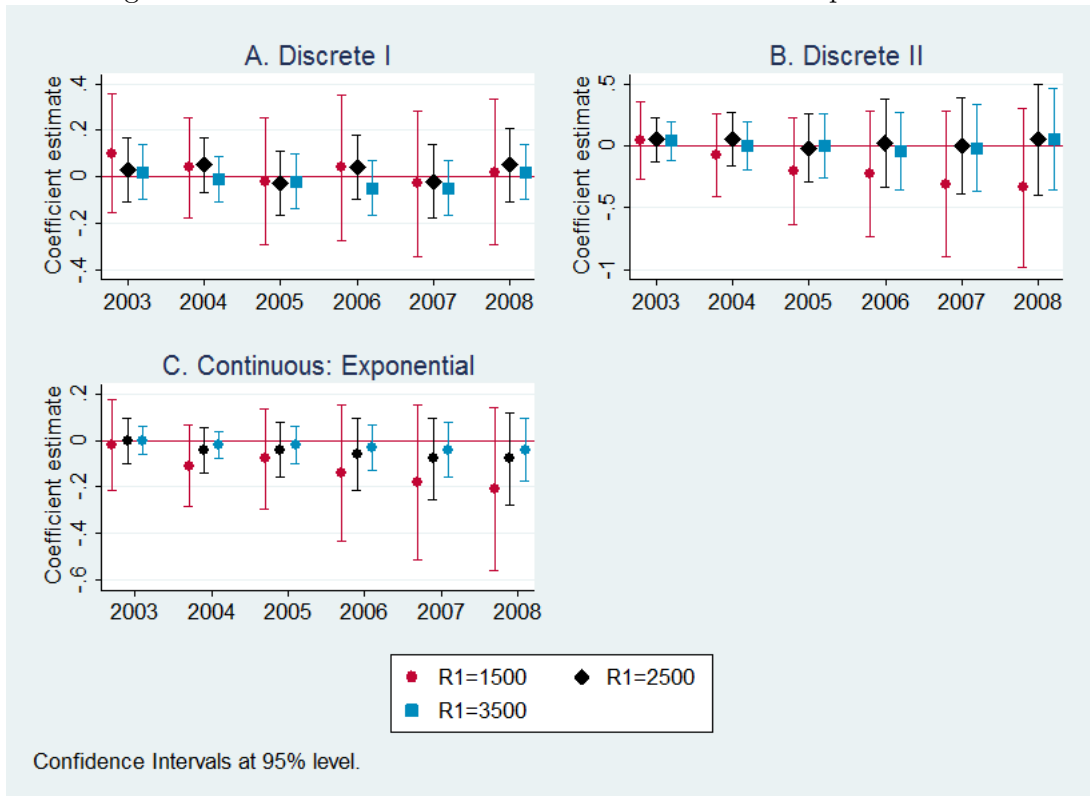 A. Discrete I
Coefficient estimate
.4
.2
0
-.2
-.4
2003 2004 2005 2006 2007 2008
B. Discrete II
Coefficient estimate
.5
0
-.5
-1
2003 2004 2005 2006 2007 2008
C. Continuous: Exponential
Coefficient estimate
.2
0
-.2
-.4
-.6
2003 2004 2005 2006 2007 2008
R1=1500 R1=2500
R1=3500
Confidence Intervals at 95% level.